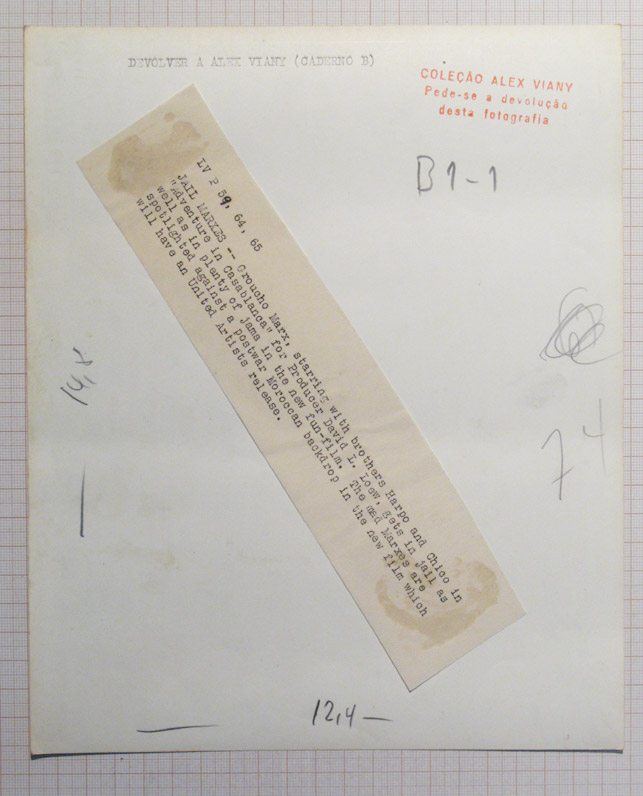 DEVOLVER A ALEX VIANY (CADERNO B)
COLEÇÃO ALEX VIANY
Pede-se a devolução
desta fotografia
B1-1
LV P 59, 64, 65
JAIL MARXES -- Groucho Marx, starring with brothers Harpo and Chico in
"Adventure in Casablanca" for Producer David L. Loew, gets in jail as
well as in plenty of jams in the new fun-film. The mad Marxes are
spotlighted against a postwar Moroccan backdrop in the new film which
will have an United Artists release.
74
12,4